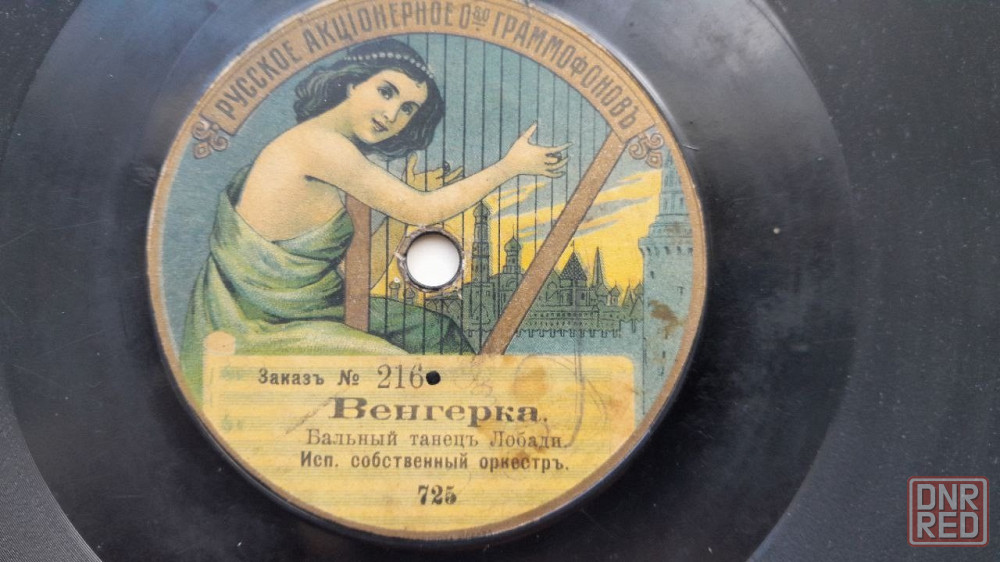 РУССКОЕ АКЦІОНЕРНОЕ О-ВО ГРАММОФОНОВЪ
Заказъ № 216
Венгерка.
Бальный танецъ Лобади.
Исп. собственный оркестръ.
725
DNR
RED